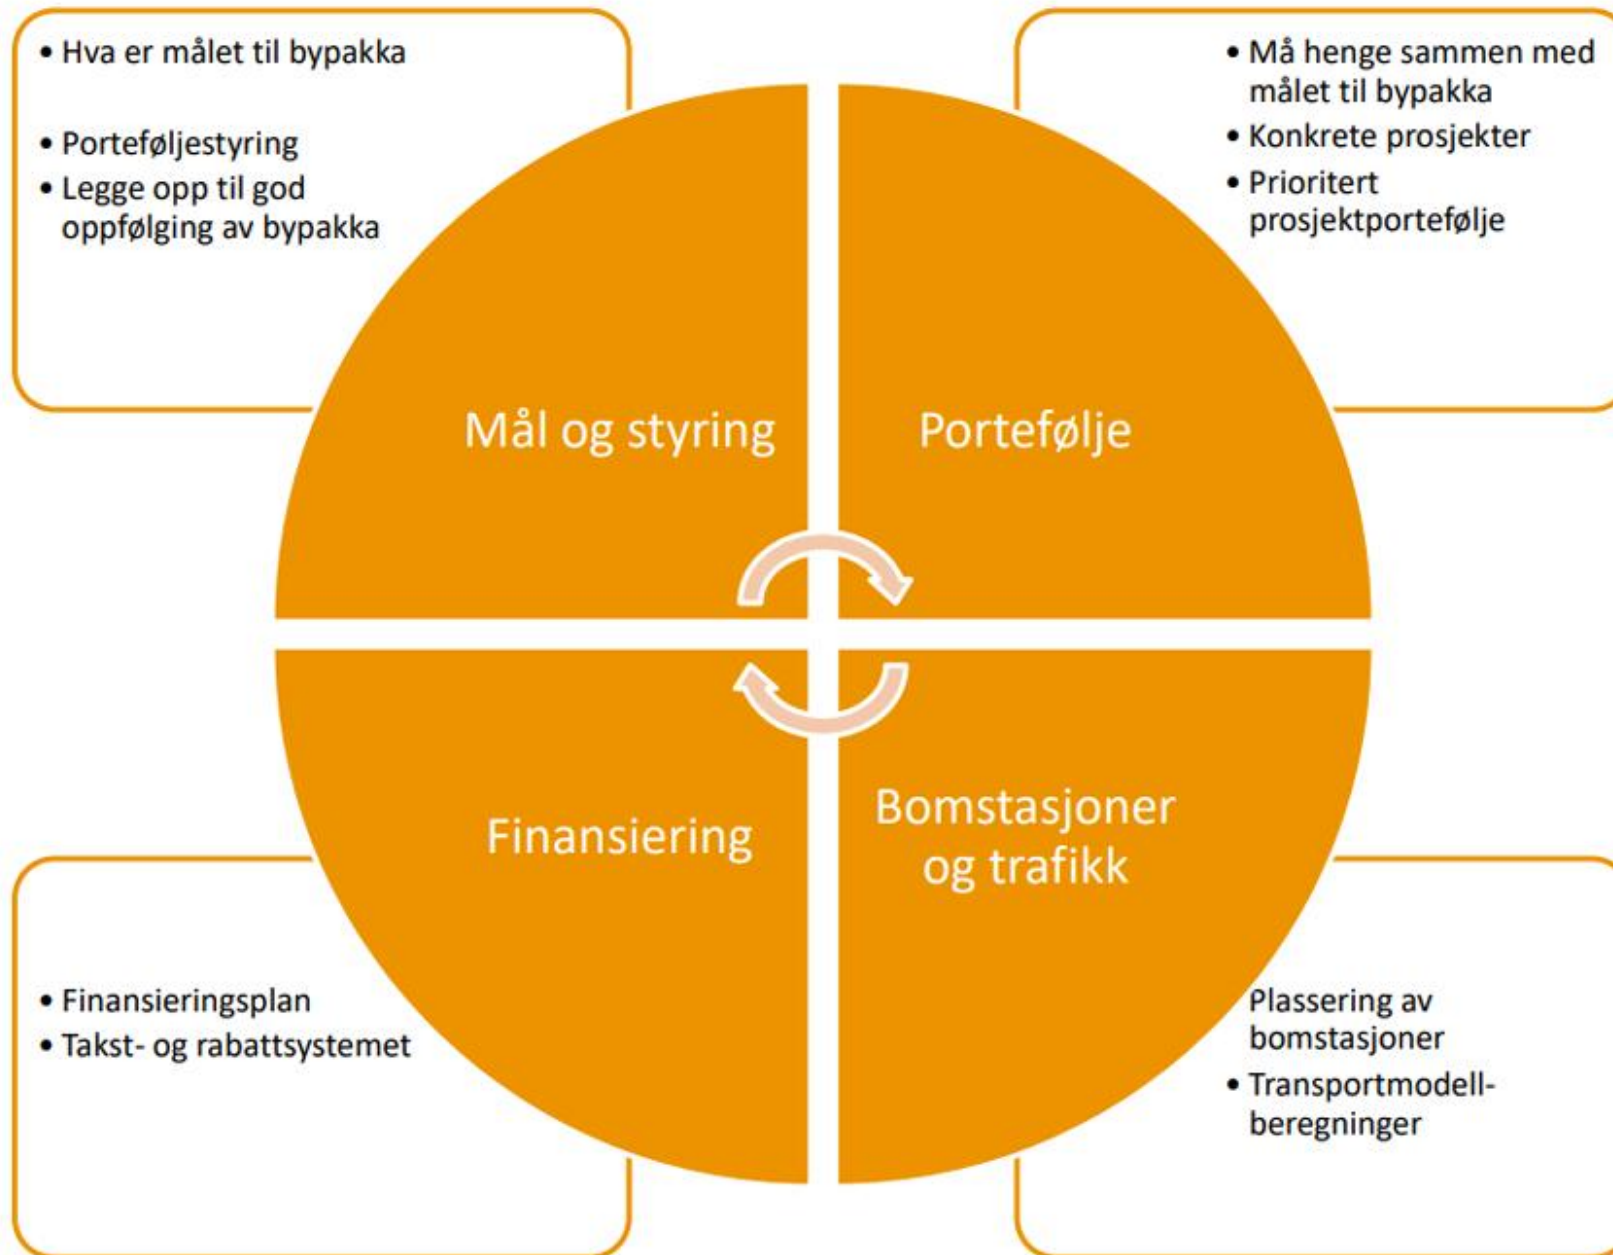 • Hva er målet til bypakka
• Porteføljestyring
• Legge opp til god
oppfølging av bypakka
• Må henge sammen med
målet til bypakka
• Konkrete prosjekter
• Prioritert
prosjektportefølje
Mål og styring
Portefølje
Finansiering
Bomstasjoner
og trafikk
• Finansieringsplan
• Takst- og rabattsystemet
Plassering av
bomstasjoner
• Transportmodell-
beregninger